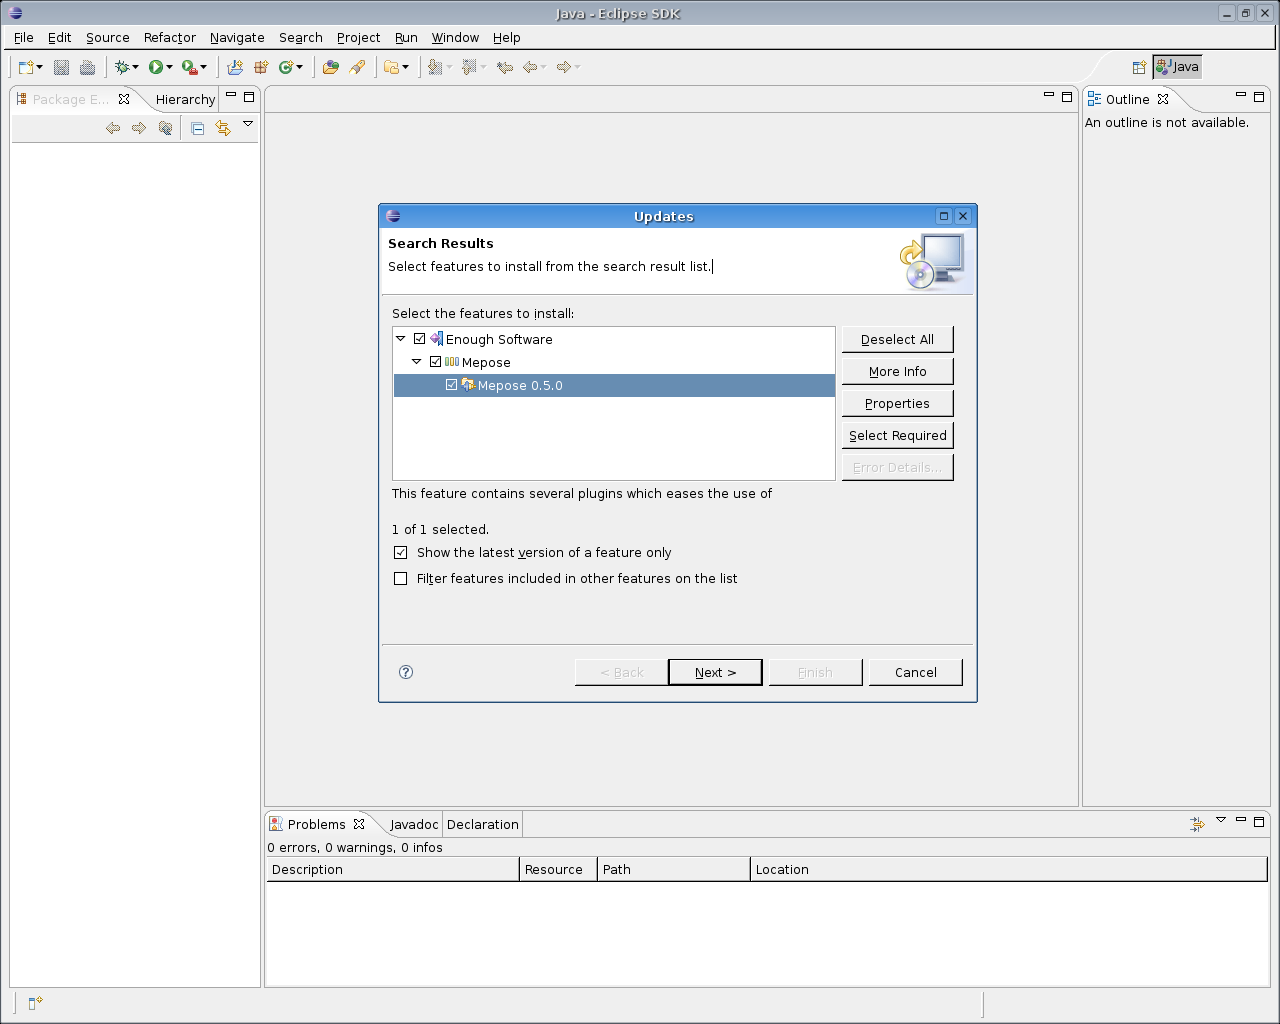 Java - Eclipse SDK
File Edit Source Refactor Navigate Search Project Run Window Help
Java
Package E... Hierarchy
Outline
An outline is not available.
Updates
Search Results
Select features to install from the search result list.
Select the features to install:
Enough Software
Mepose
Mepose 0.5.0
Deselect All
More Info
Properties
Select Required
Error Details...
This feature contains several plugins which eases the use of
1 of 1 selected.
Show the latest version of a feature only
Filter features included in other features on the list
< Back Next > Finish Cancel
Problems Javadoc Declaration
0 errors, 0 warnings, 0 infos
Description Resource Path Location